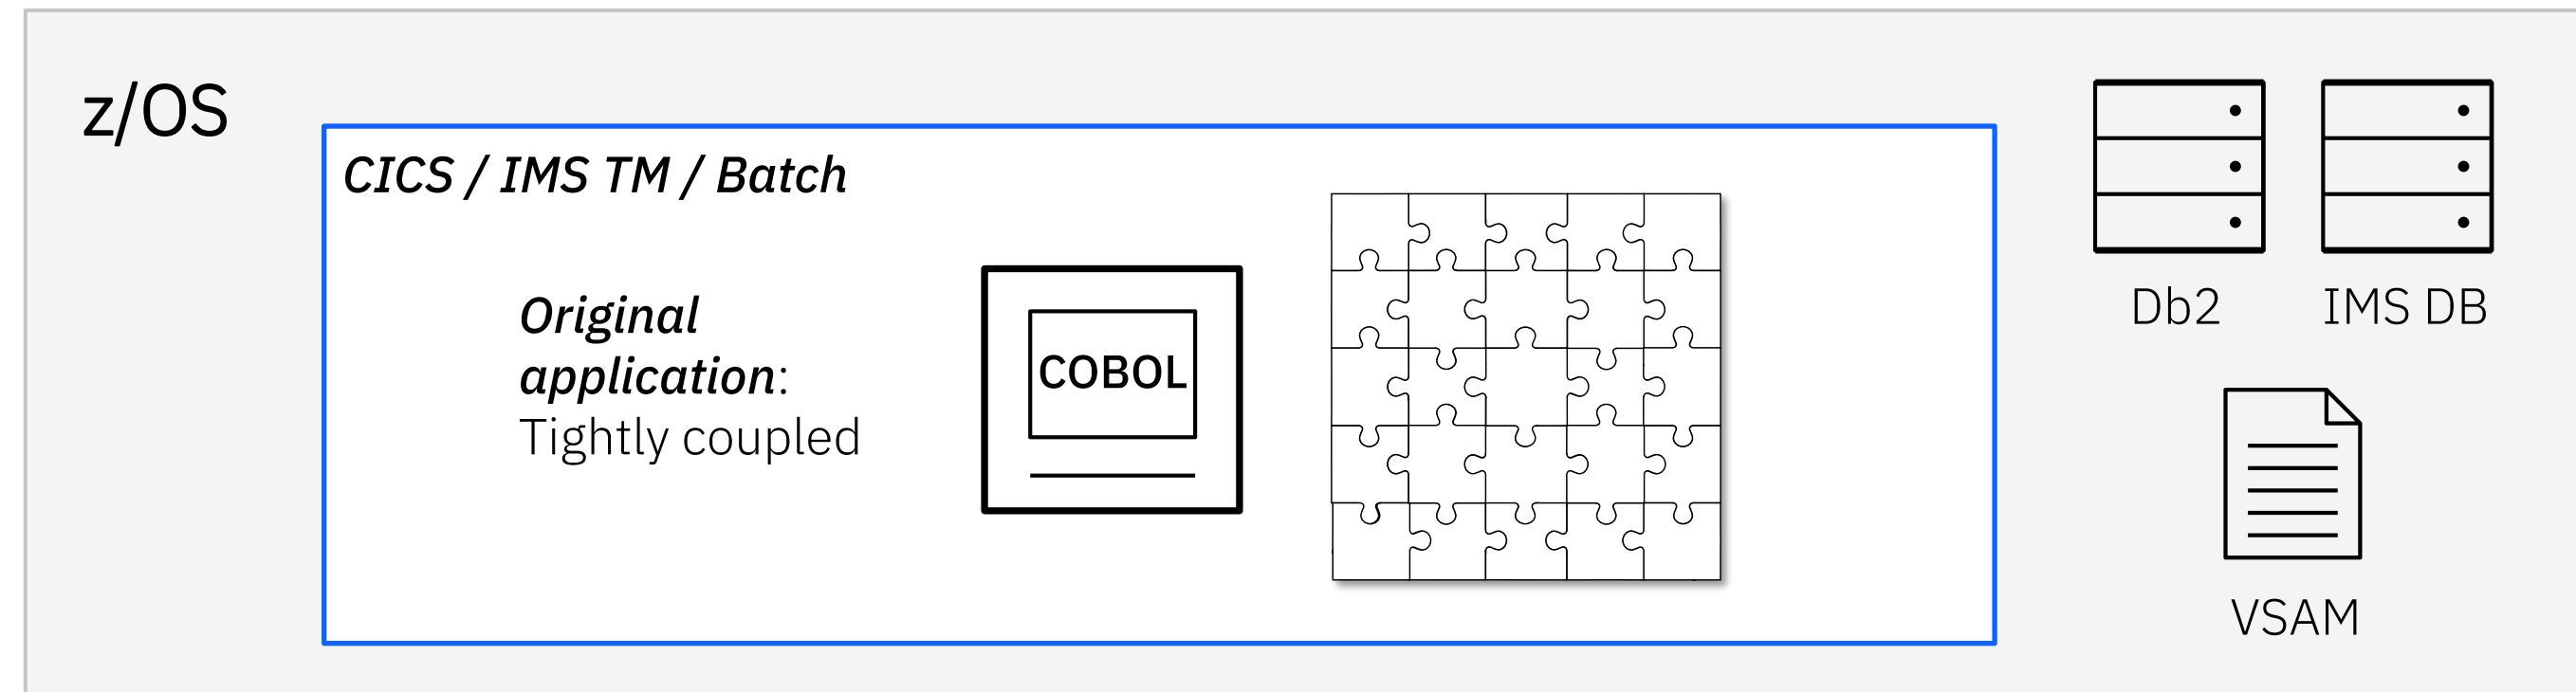 z/OS
CICS / IMS TM / Batch
Original
application:
Tightly coupled
COBOL
Db2
IMS DB
VSAM